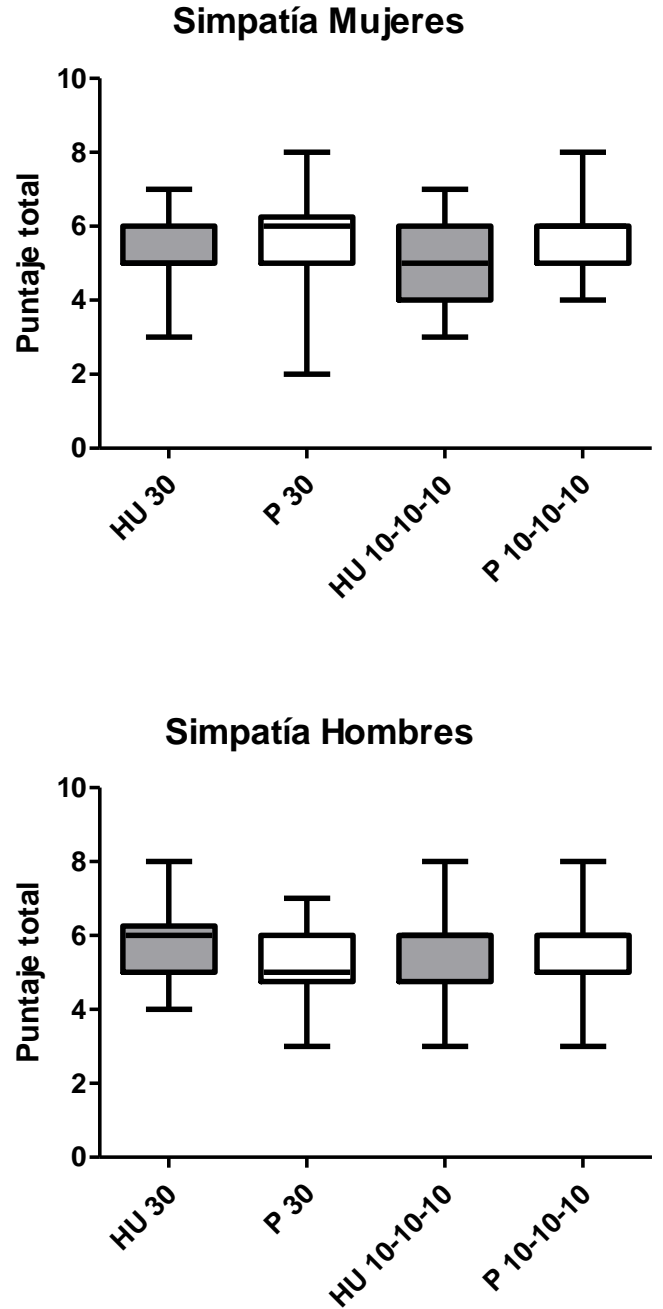 Simpatía Mujeres
Puntaje total
10
8
6
4
2
0
HU 30
P 30
HU 10-10-10
P 10-10-10
Simpatía Hombres
Puntaje total
10
8
6
4
2
0
HU 30
P 30
HU 10-10-10
P 10-10-10